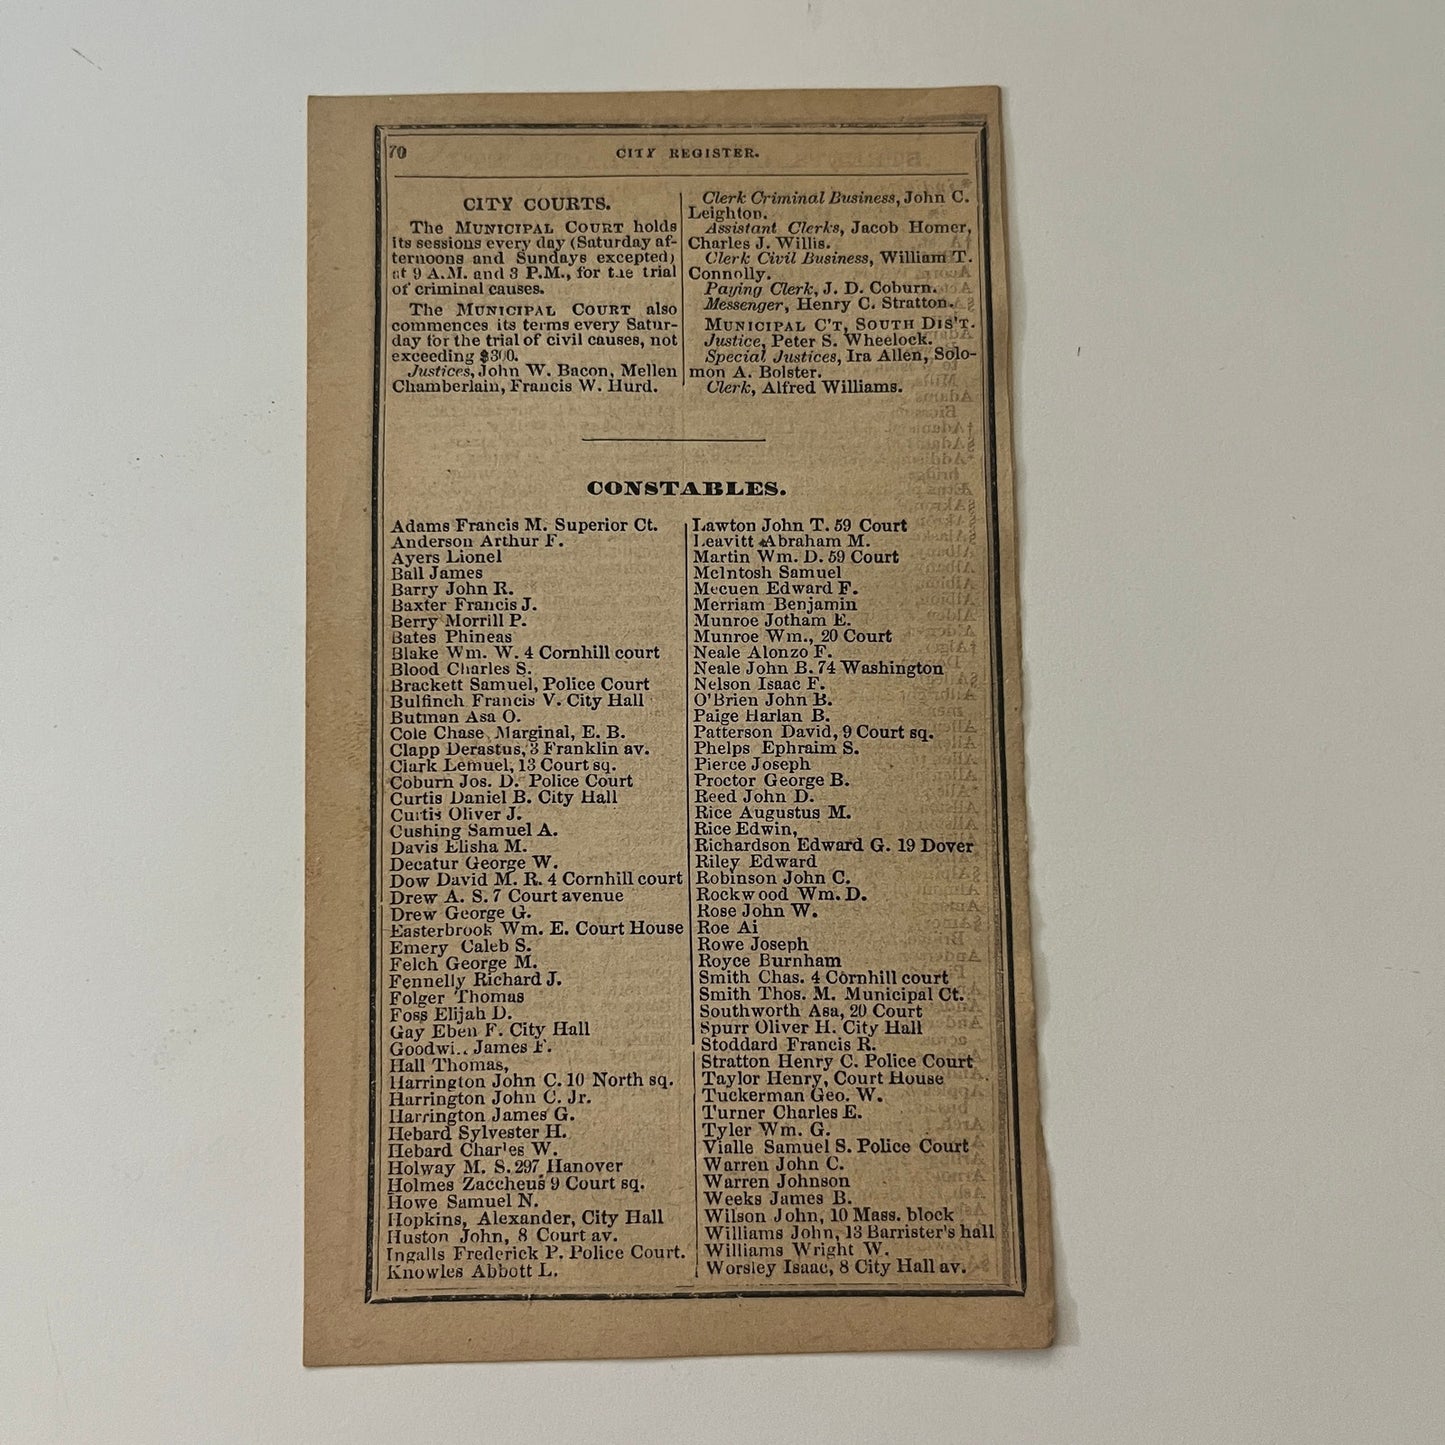 70
CITY REGISTER.
CITY COURTS.
The MUNICIPAL COURT holds
its sessions every day (Saturday af-
ternoons and Sundays excepted)
at 9 A.M. and 3 P.M., for the trial
of criminal causes.
The MUNICIPAL COURT also
commences its terms every Satur-
day for the trial of civil causes, not
exceeding $300.
Justices, John W. Bacon, Mellen
Chamberlain, Francis W. Hurd.
Clerk Criminal Business, John C.
Leighton.
Assistant Clerks, Jacob Homer,
Charles J. Willis.
Clerk Civil Business, William T.
Connolly.
Paying Clerk, J. D. Coburn.
Messenger, Henry C. Stratton.
MUNICIPAL C'T, SOUTH DIS'T.
Justice, Peter S. Wheelock.
Special Justices, Ira Allen, Solo-
mon A. Bolster.
Clerk, Alfred Williams.
CONSTABLES.
Adams Francis M. Superior Ct.
Anderson Arthur F.
Ayers Lionel
Ball James
Barry John R.
Baxter Francis J.
Berry Morrill P.
Bates Phineas
Blake Wm. W. 4 Cornhill court
Blood Charles S.
Brackett Samuel, Police Court
Bulfinch Francis V. City Hall
Butman Asa O.
Cole Chase, Marginal, E. B.
Clapp Derastus, 3 Franklin av.
Clark Lemuel, 13 Court sq.
Coburn Jos. D. Police Court
Curtis Daniel B. City Hall
Curtis Oliver J.
Cushing Samuel A.
Davis Elisha M.
Decatur George W.
Dow David M. R. 4 Cornhill court
Drew A. S. 7 Court avenue
Drew George G.
Easterbrook Wm. E. Court House
Emery Caleb S.
Felch George M.
Fennelly Richard J.
Folger Thomas
Foss Elijah D.
Gay Eben F. City Hall
Goodwin James F.
Hall Thomas,
Harrington John C. 10 North sq.
Harrington John C. Jr.
Harrington James G.
Hebard Sylvester H.
Hebard Charles W.
Holway M. S. 297 Hanover
Holmes Zaccheus 9 Court sq.
Howe Samuel N.
Hopkins, Alexander, City Hall
Huston John, 8 Court av.
Ingalls Frederick P. Police Court.
Knowles Abbott L.
Lawton John T. 59 Court
Leavitt Abraham M.
Martin Wm. D. 59 Court
McIntosh Samuel
Mecuen Edward F.
Merriam Benjamin
Munroe Jotham E.
Munroe Wm., 20 Court
Neale Alonzo F.
Neale John B. 74 Washington
Nelson Isaac F.
O'Brien John B.
Paige Harlan B.
Patterson David, 9 Court sq.
Phelps Ephraim S.
Pierce Joseph
Proctor George B.
Reed John D.
Rice Augustus M.
Rice Edwin,
Richardson Edward G. 19 Dover
Riley Edward
Robinson John C.
Rockwood Wm. D.
Rose John W.
Roe Ai
Rowe Joseph
Royce Burnham
Smith Chas. 4 Cornhill court
Smith Thos. M. Municipal Ct.
Southworth Asa, 20 Court
Spurr Oliver H. City Hall
Stoddard Francis R.
Stratton Henry C. Police Court
Taylor Henry, Court House
Tuckerman Geo. W.
Turner Charles E.
Tyler Wm. G.
Vialle Samuel S. Police Court
Warren John C.
Warren Johnson
Weeks James B.
Wilson John, 10 Mass. block
Williams John, 13 Barrister's hall
Williams Wright W.
Worsley Isaac, 8 City Hall av.